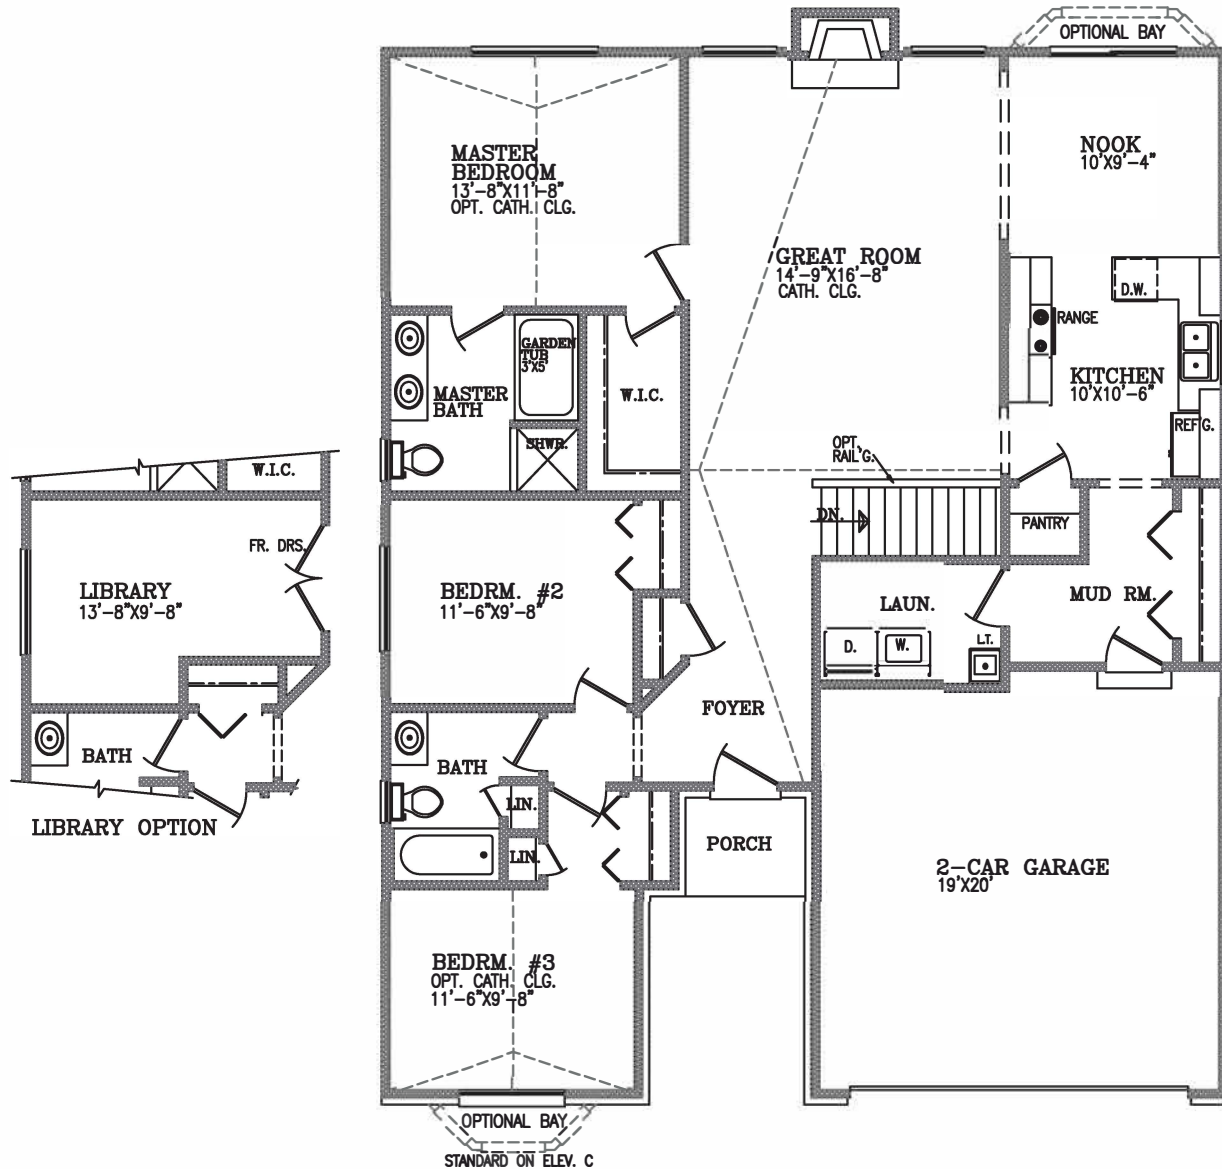 OPTIONAL BAY
MASTER
BEDROOM
13'-8"X11'-8"
OPT. CATH. CLG.
NOOK
10'X9'-4"
GREAT ROOM
14'-9"X16'-8"
CATH. CLG.
D.W.
RANGE
KITCHEN
10'X10'-6"
REF'G.
GARDEN
TUB
3'X5'
MASTER
BATH
W.I.C.
SHWR.
OPT.
RAIL'G.
DN.
PANTRY
W.I.C.
FR. DRS.
LIBRARY
13'-8"X9'-8"
BATH
LIBRARY OPTION
BEDRM. #2
11'-6"X9'-8"
LAUN.
MUD RM.
D.
W.
L.T.
FOYER
BATH
LIN.
LIN.
PORCH
2-CAR GARAGE
19'X20'
BEDRM. #3
OPT. CATH. CLG.
11'-6"X9'-8"
OPTIONAL BAY
STANDARD ON ELEV. C